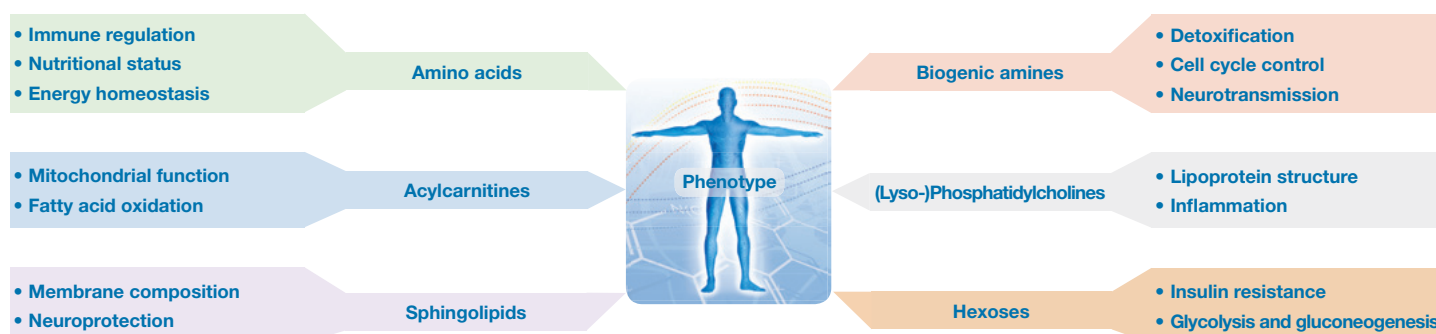 • Immune regulation
• Nutritional status
• Energy homeostasis
Amino acids
• Mitochondrial function
• Fatty acid oxidation
Acylcarnitines
• Membrane composition
• Neuroprotection
Sphingolipids
Phenotype
Biogenic amines
• Detoxification
• Cell cycle control
• Neurotransmission
(Lyso-)Phosphatidylcholines
• Lipoprotein structure
• Inflammation
Hexoses
• Insulin resistance
• Glycolysis and gluconeogenesis